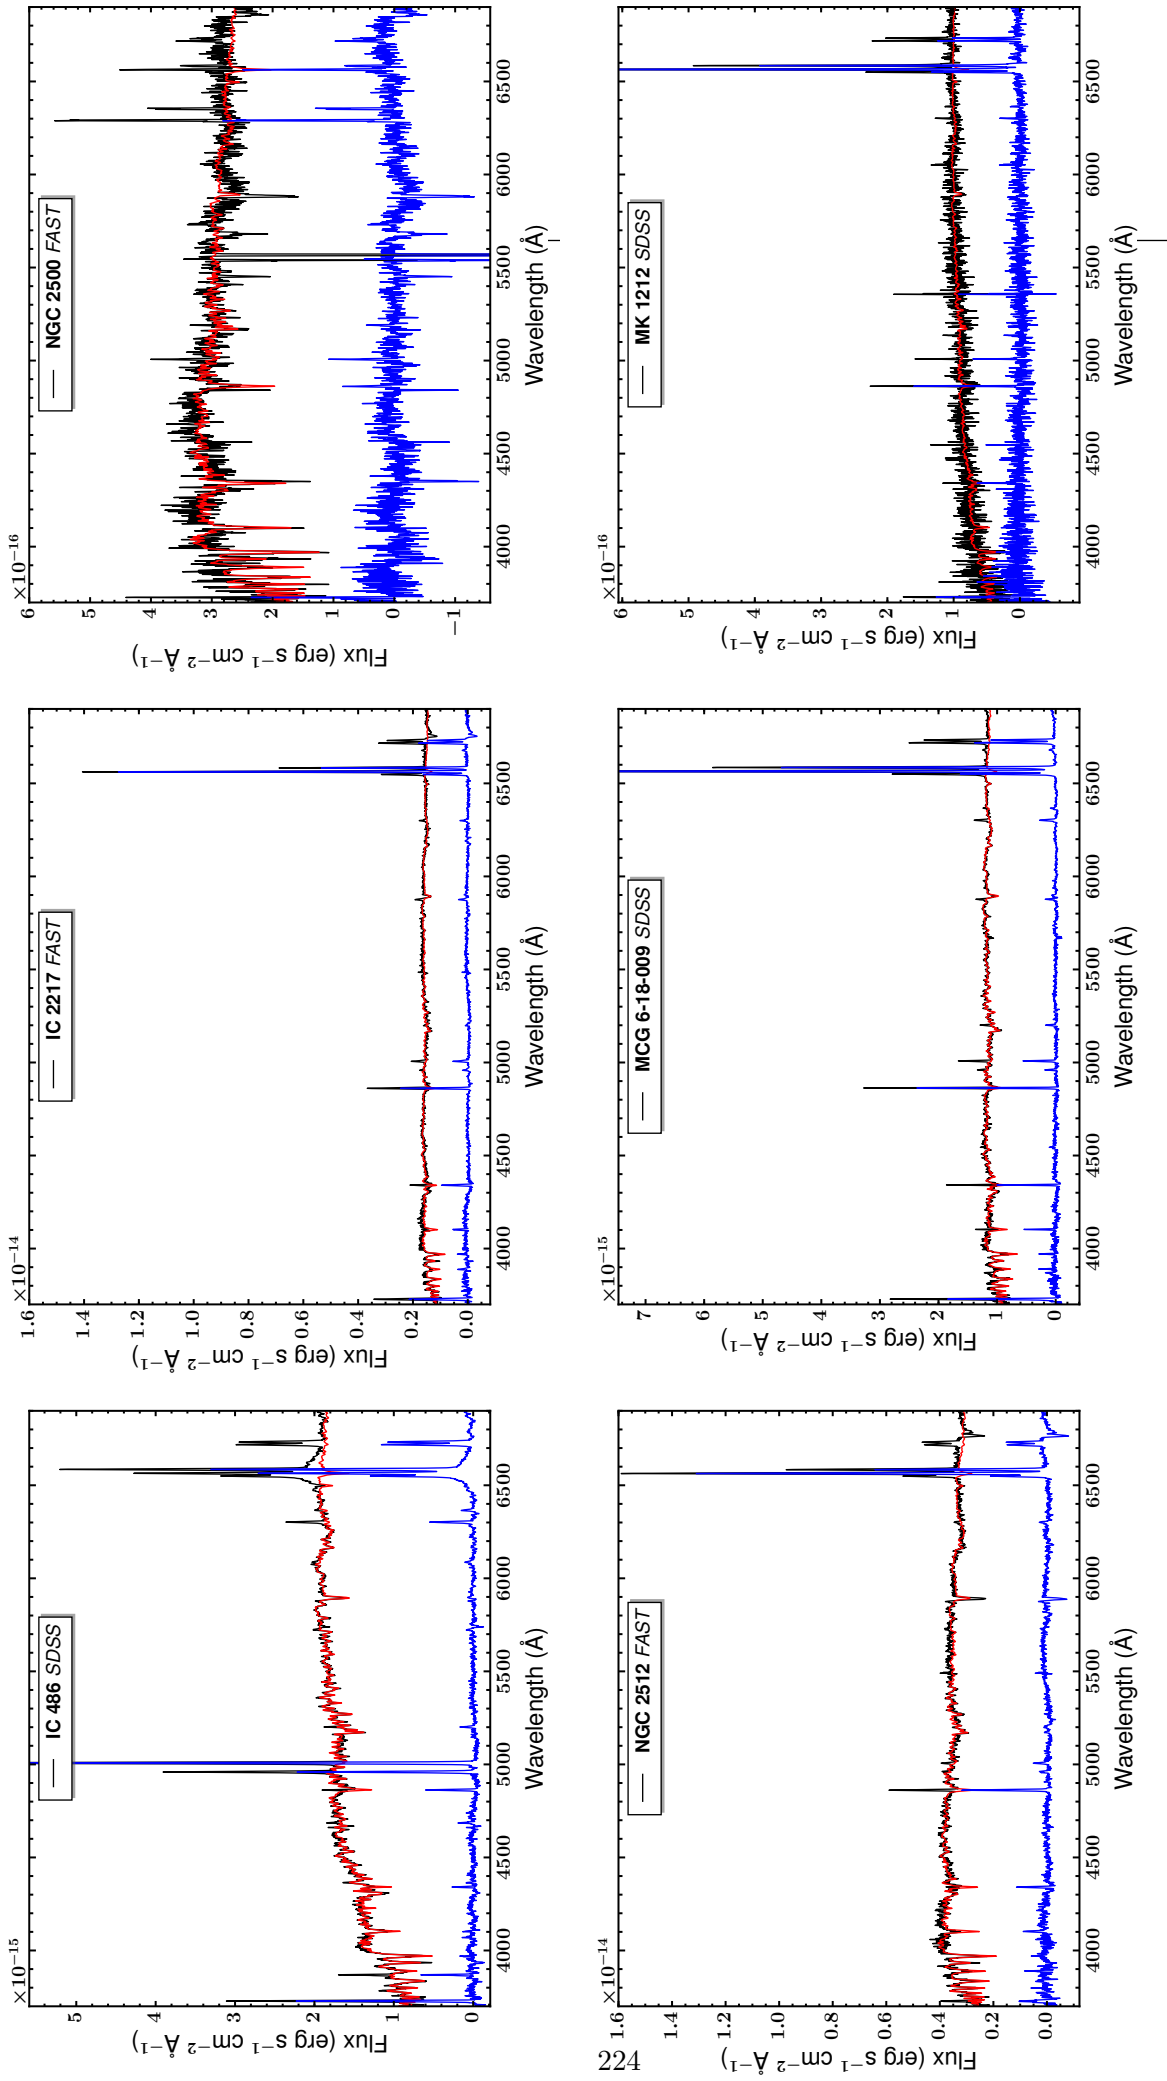 ×10⁻¹⁵
IC 486 SDSS
5
4
3
2
1
0
Flux (erg s⁻¹ cm⁻² Å⁻¹)
4000 4500 5000 5500 6000 6500
Wavelength (Å)
×10⁻¹⁴
IC 2217 FAST
1.6
1.4
1.2
1.0
0.8
0.6
0.4
0.2
0.0
Flux (erg s⁻¹ cm⁻² Å⁻¹)
4000 4500 5000 5500 6000 6500
Wavelength (Å)
×10⁻¹⁶
NGC 2500 FAST
6
5
4
3
2
1
0
−1
Flux (erg s⁻¹ cm⁻² Å⁻¹)
4000 4500 5000 5500 6000 6500
Wavelength (Å)
×10⁻¹⁴
NGC 2512 FAST
1.6
1.4
1.2
1.0
0.8
0.6
0.4
0.2
0.0
Flux (erg s⁻¹ cm⁻² Å⁻¹)
4000 4500 5000 5500 6000 6500
Wavelength (Å)
×10⁻¹⁵
MCG 6-18-009 SDSS
7
6
5
4
3
2
1
0
Flux (erg s⁻¹ cm⁻² Å⁻¹)
4000 4500 5000 5500 6000 6500
Wavelength (Å)
×10⁻¹⁶
MK 1212 SDSS
6
5
4
3
2
1
0
Flux (erg s⁻¹ cm⁻² Å⁻¹)
4000 4500 5000 5500 6000 6500
Wavelength (Å)
224